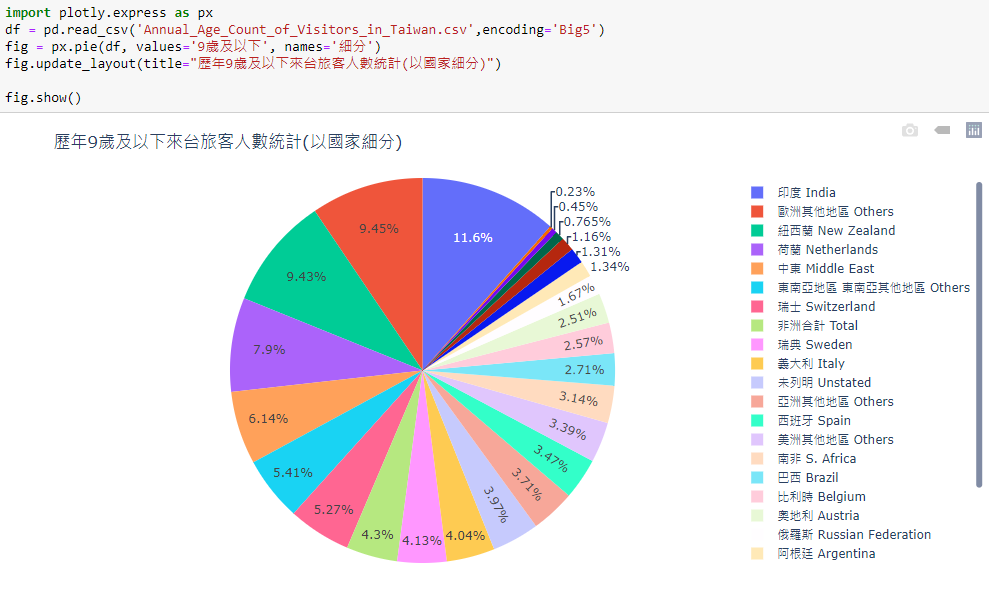 import plotly.express as px
df = pd.read_csv('Annual_Age_Count_of_Visitors_in_Taiwan.csv',encoding='Big5')
fig = px.pie(df, values='9歲及以下', names='細分')
fig.update_layout(title="歷年9歲及以下來台旅客人數統計(以國家細分)")
fig.show()
歷年9歲及以下來台旅客人數統計(以國家細分)
11.6%
0.23%
0.45%
0.765%
1.16%
1.31%
1.34%
1.67%
2.51%
2.57%
2.71%
3.14%
3.39%
3.47%
3.71%
3.97%
4.04%
4.13%
4.3%
5.27%
5.41%
6.14%
7.9%
9.43%
9.45%
印度 India
歐洲其他地區 Others
紐西蘭 New Zealand
荷蘭 Netherlands
中東 Middle East
東南亞地區 東南亞其他地區 Others
瑞士 Switzerland
非洲合計 Total
瑞典 Sweden
義大利 Italy
未列明 Unstated
亞洲其他地區 Others
西班牙 Spain
美洲其他地區 Others
南非 S. Africa
巴西 Brazil
比利時 Belgium
奧地利 Austria
俄羅斯 Russian Federation
阿根廷 Argentina